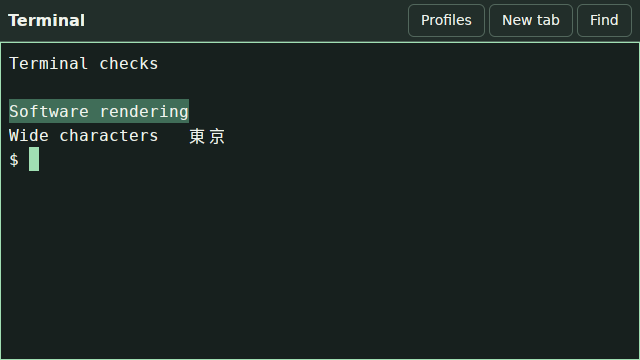 Terminal
Profiles
New tab
Find
Terminal checks
Software rendering
Wide characters   東京
$